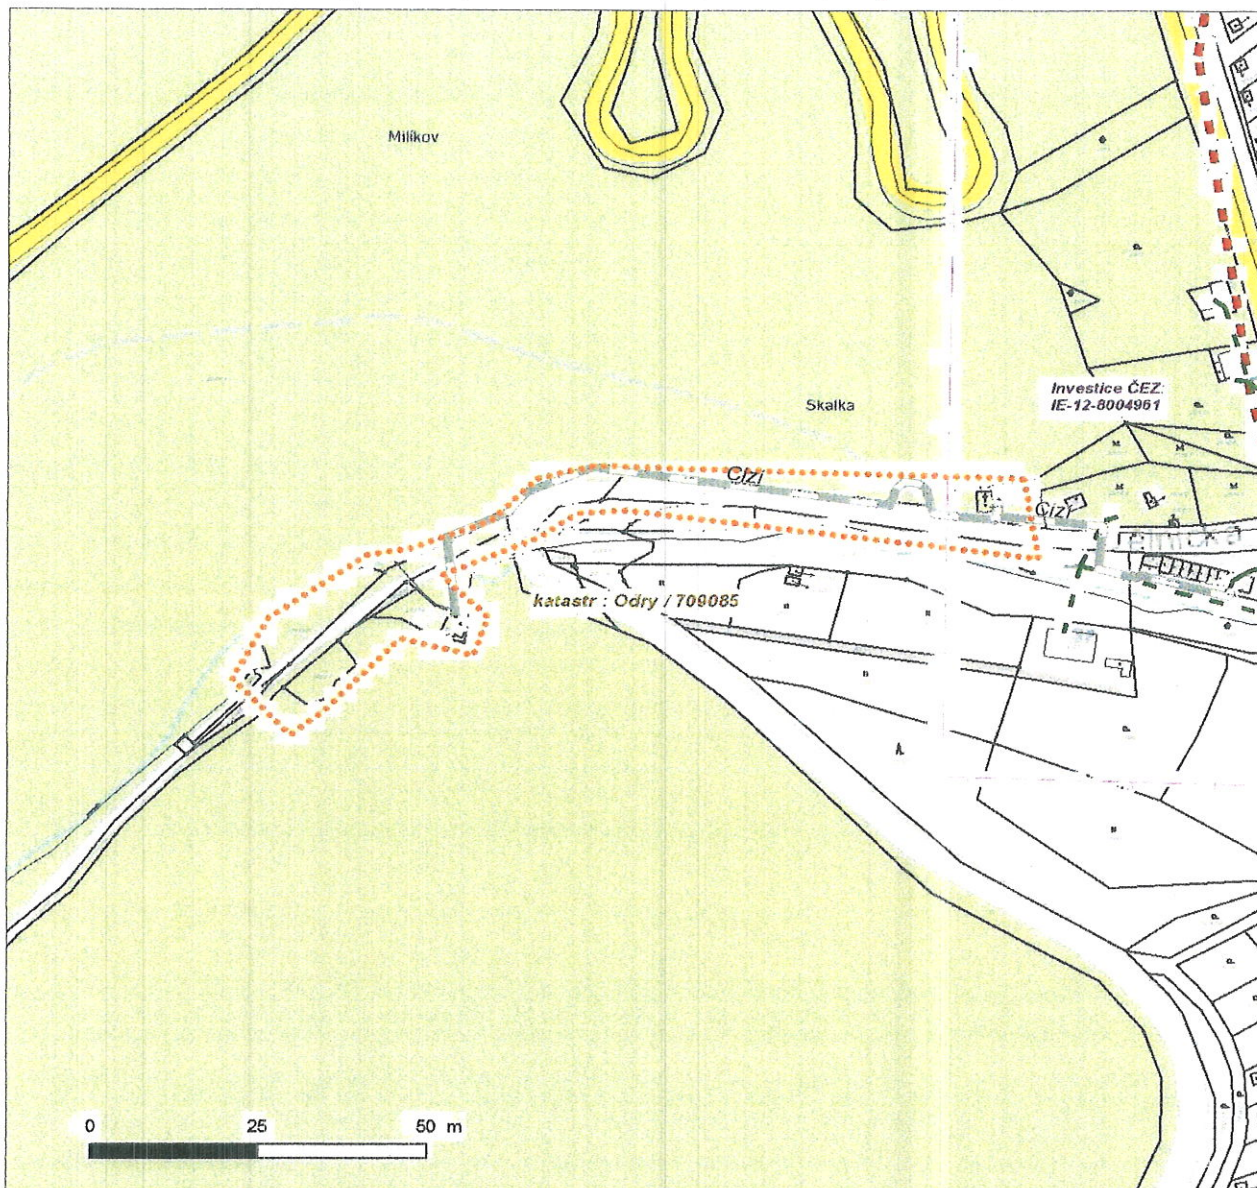 Milíkov
Skalka
Investice ČEZ:
IE-12-8004961
Cizí
Cizí
katastr : Odry / 709085
0 25 50 m